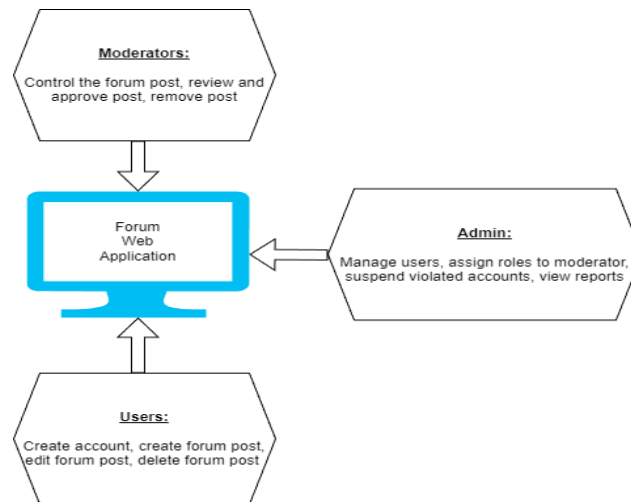 Moderators:
Control the forum post, review and
approve post, remove post
Forum
Web
Application
Admin:
Manage users, assign roles to moderator,
suspend violated accounts, view reports
Users:
Create account, create forum post,
edit forum post, delete forum post